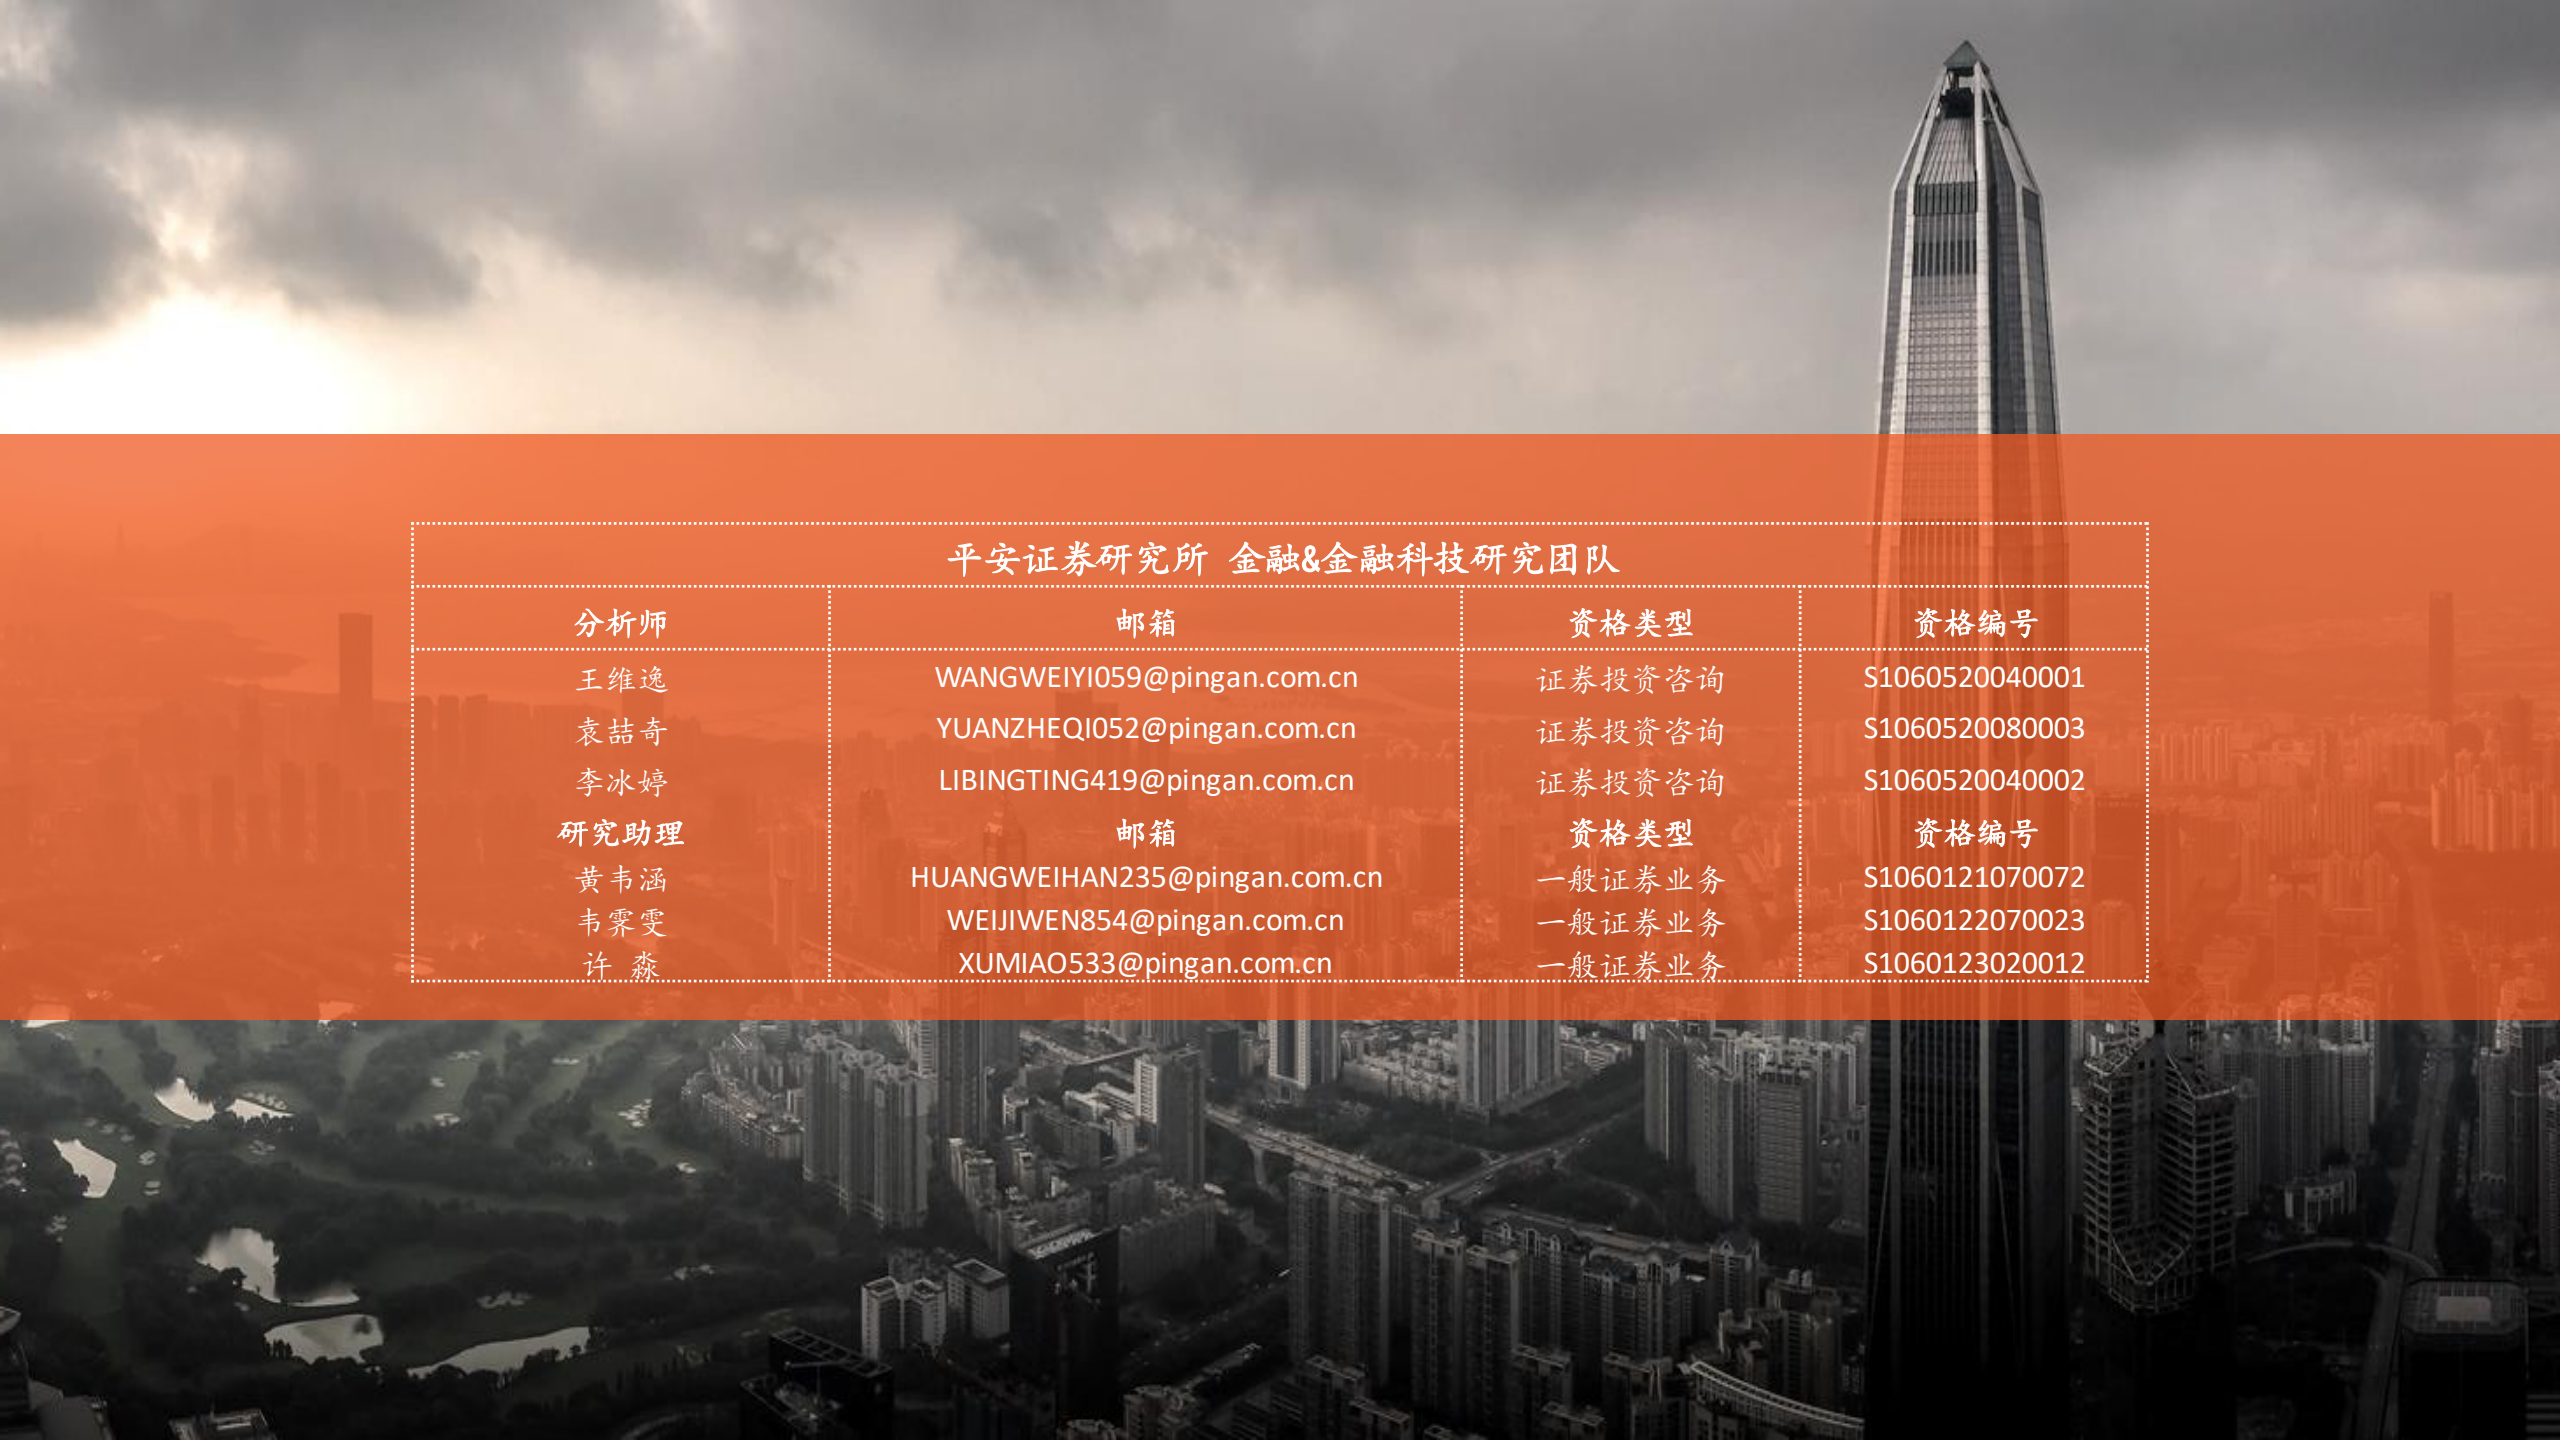 平安证券研究所 金融&金融科技研究团队
分析师 邮箱 资格类型 资格编号
王维逸 WANGWEIYI059@pingan.com.cn 证券投资咨询 S1060520040001
袁喆奇 YUANZHEQI052@pingan.com.cn 证券投资咨询 S1060520080003
李冰婷 LIBINGTING419@pingan.com.cn 证券投资咨询 S1060520040002
研究助理 邮箱 资格类型 资格编号
黄韦涵 HUANGWEIHAN235@pingan.com.cn 一般证券业务 S1060121070072
韦霁雯 WEIJIWEN854@pingan.com.cn 一般证券业务 S1060122070023
许 淼 XUMIAO533@pingan.com.cn 一般证券业务 S1060123020012